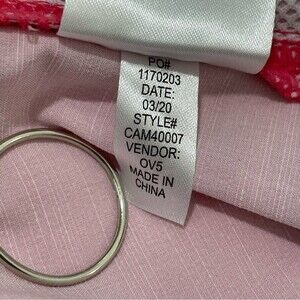 PO#
1170203
DATE:
03/20
STYLE#
CAM40007
VENDOR:
OV5
MADE IN
CHINA